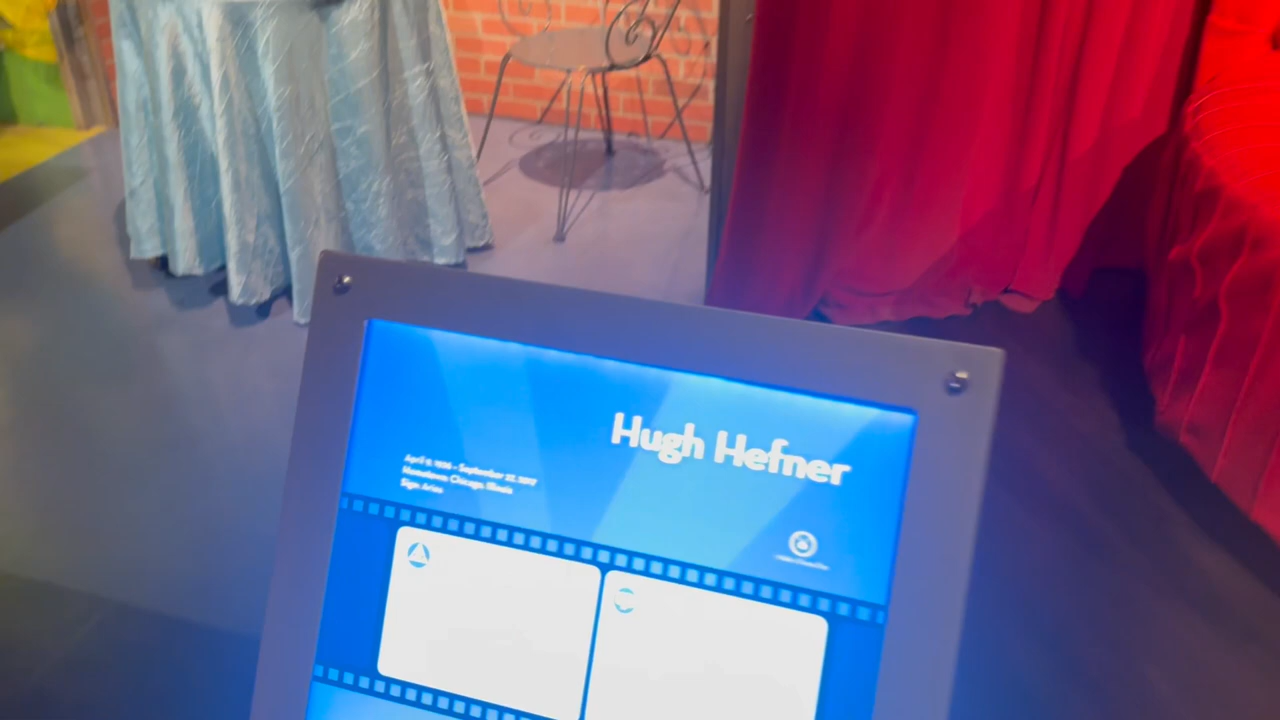 Hugh Hefner
April 9, 1926 - September 27, 2017
Hometown: Chicago, Illinois
Sign: Aries